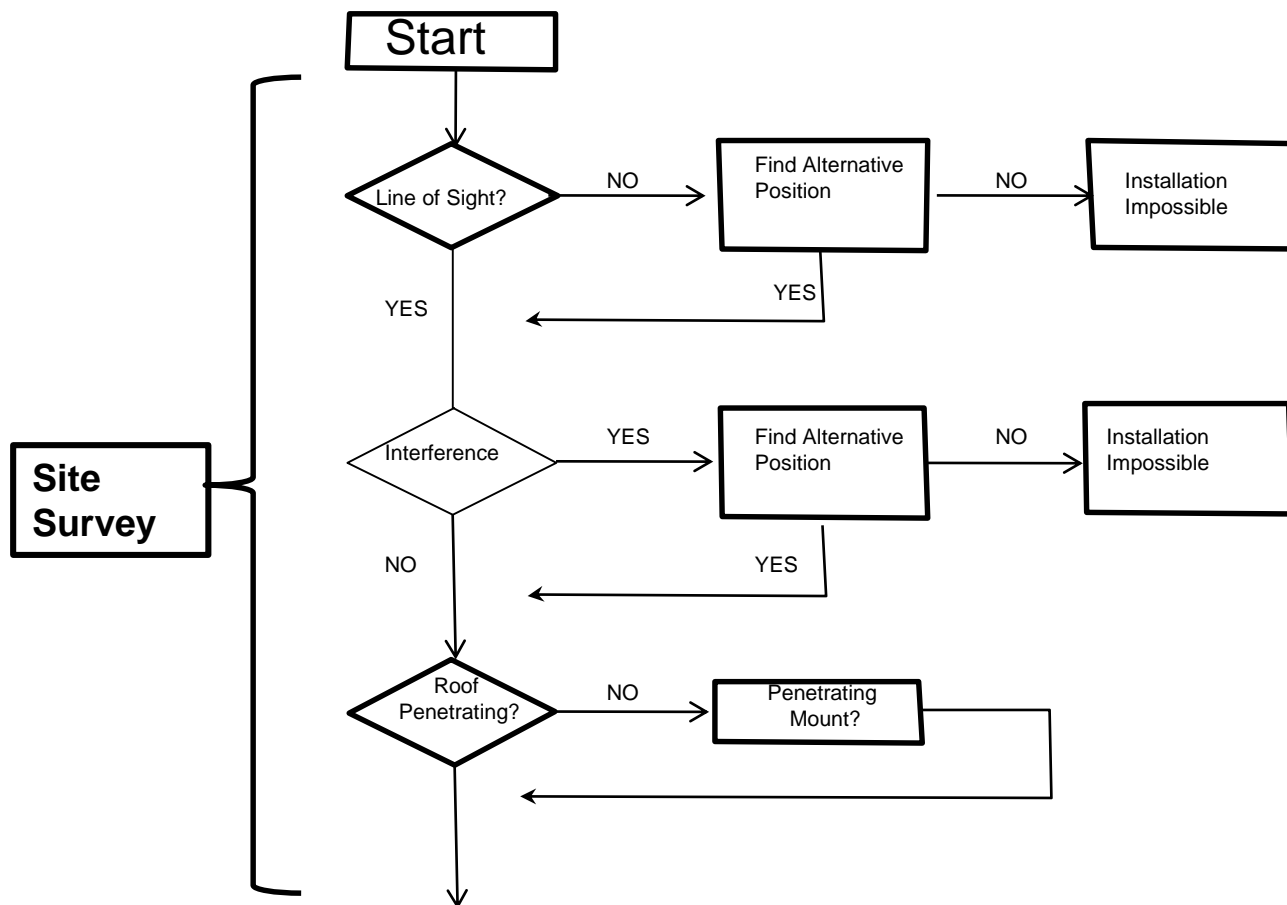 Start
Line of Sight?
NO
Find Alternative
Position
NO
Installation
Impossible
YES
YES
Site
Survey
Interference
YES
Find Alternative
Position
NO
Installation
Impossible
NO
YES
Roof
Penetrating?
NO
Penetrating
Mount?